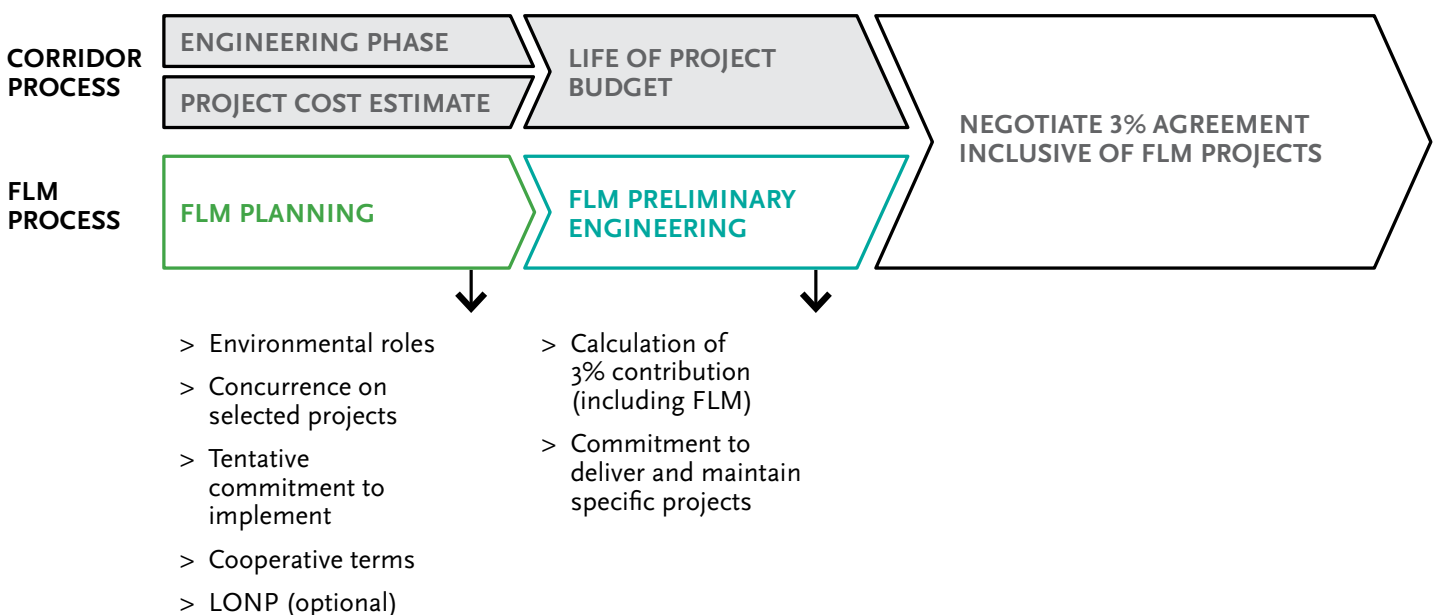 CORRIDOR
PROCESS
ENGINEERING PHASE
PROJECT COST ESTIMATE
LIFE OF PROJECT
BUDGET
NEGOTIATE 3% AGREEMENT
INCLUSIVE OF FLM PROJECTS
FLM
PROCESS
FLM PLANNING
FLM PRELIMINARY
ENGINEERING
> Environmental roles
> Concurrence on
selected projects
> Tentative
commitment to
implement
> Cooperative terms
> LONP (optional)
> Calculation of
3% contribution
(including FLM)
> Commitment to
deliver and maintain
specific projects